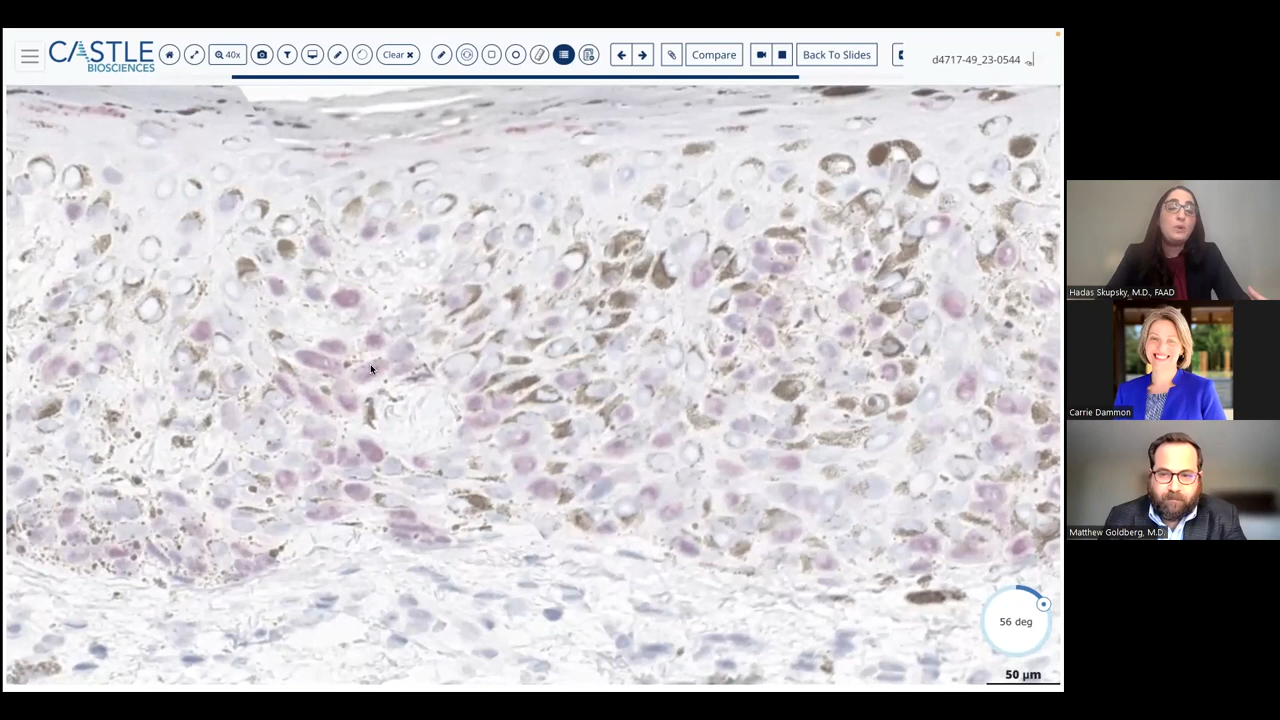 CASTLE
BIOSCIENCES
40x
Clear ×
Compare
Back To Slides
d4717-49_23-0544
56 deg
50 µm
Hadas Skupsky, M.D., FAAD
Carrie Dammon
Matthew Goldberg, M.D.